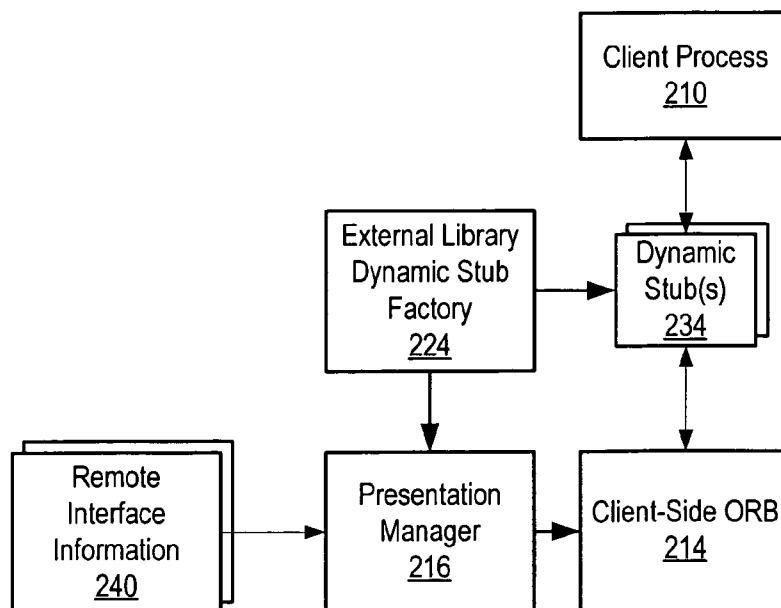 Client Process
210
External Library
Dynamic Stub
Factory
224
Dynamic
Stub(s)
234
Remote
Interface
Information
240
Presentation
Manager
216
Client-Side ORB
214